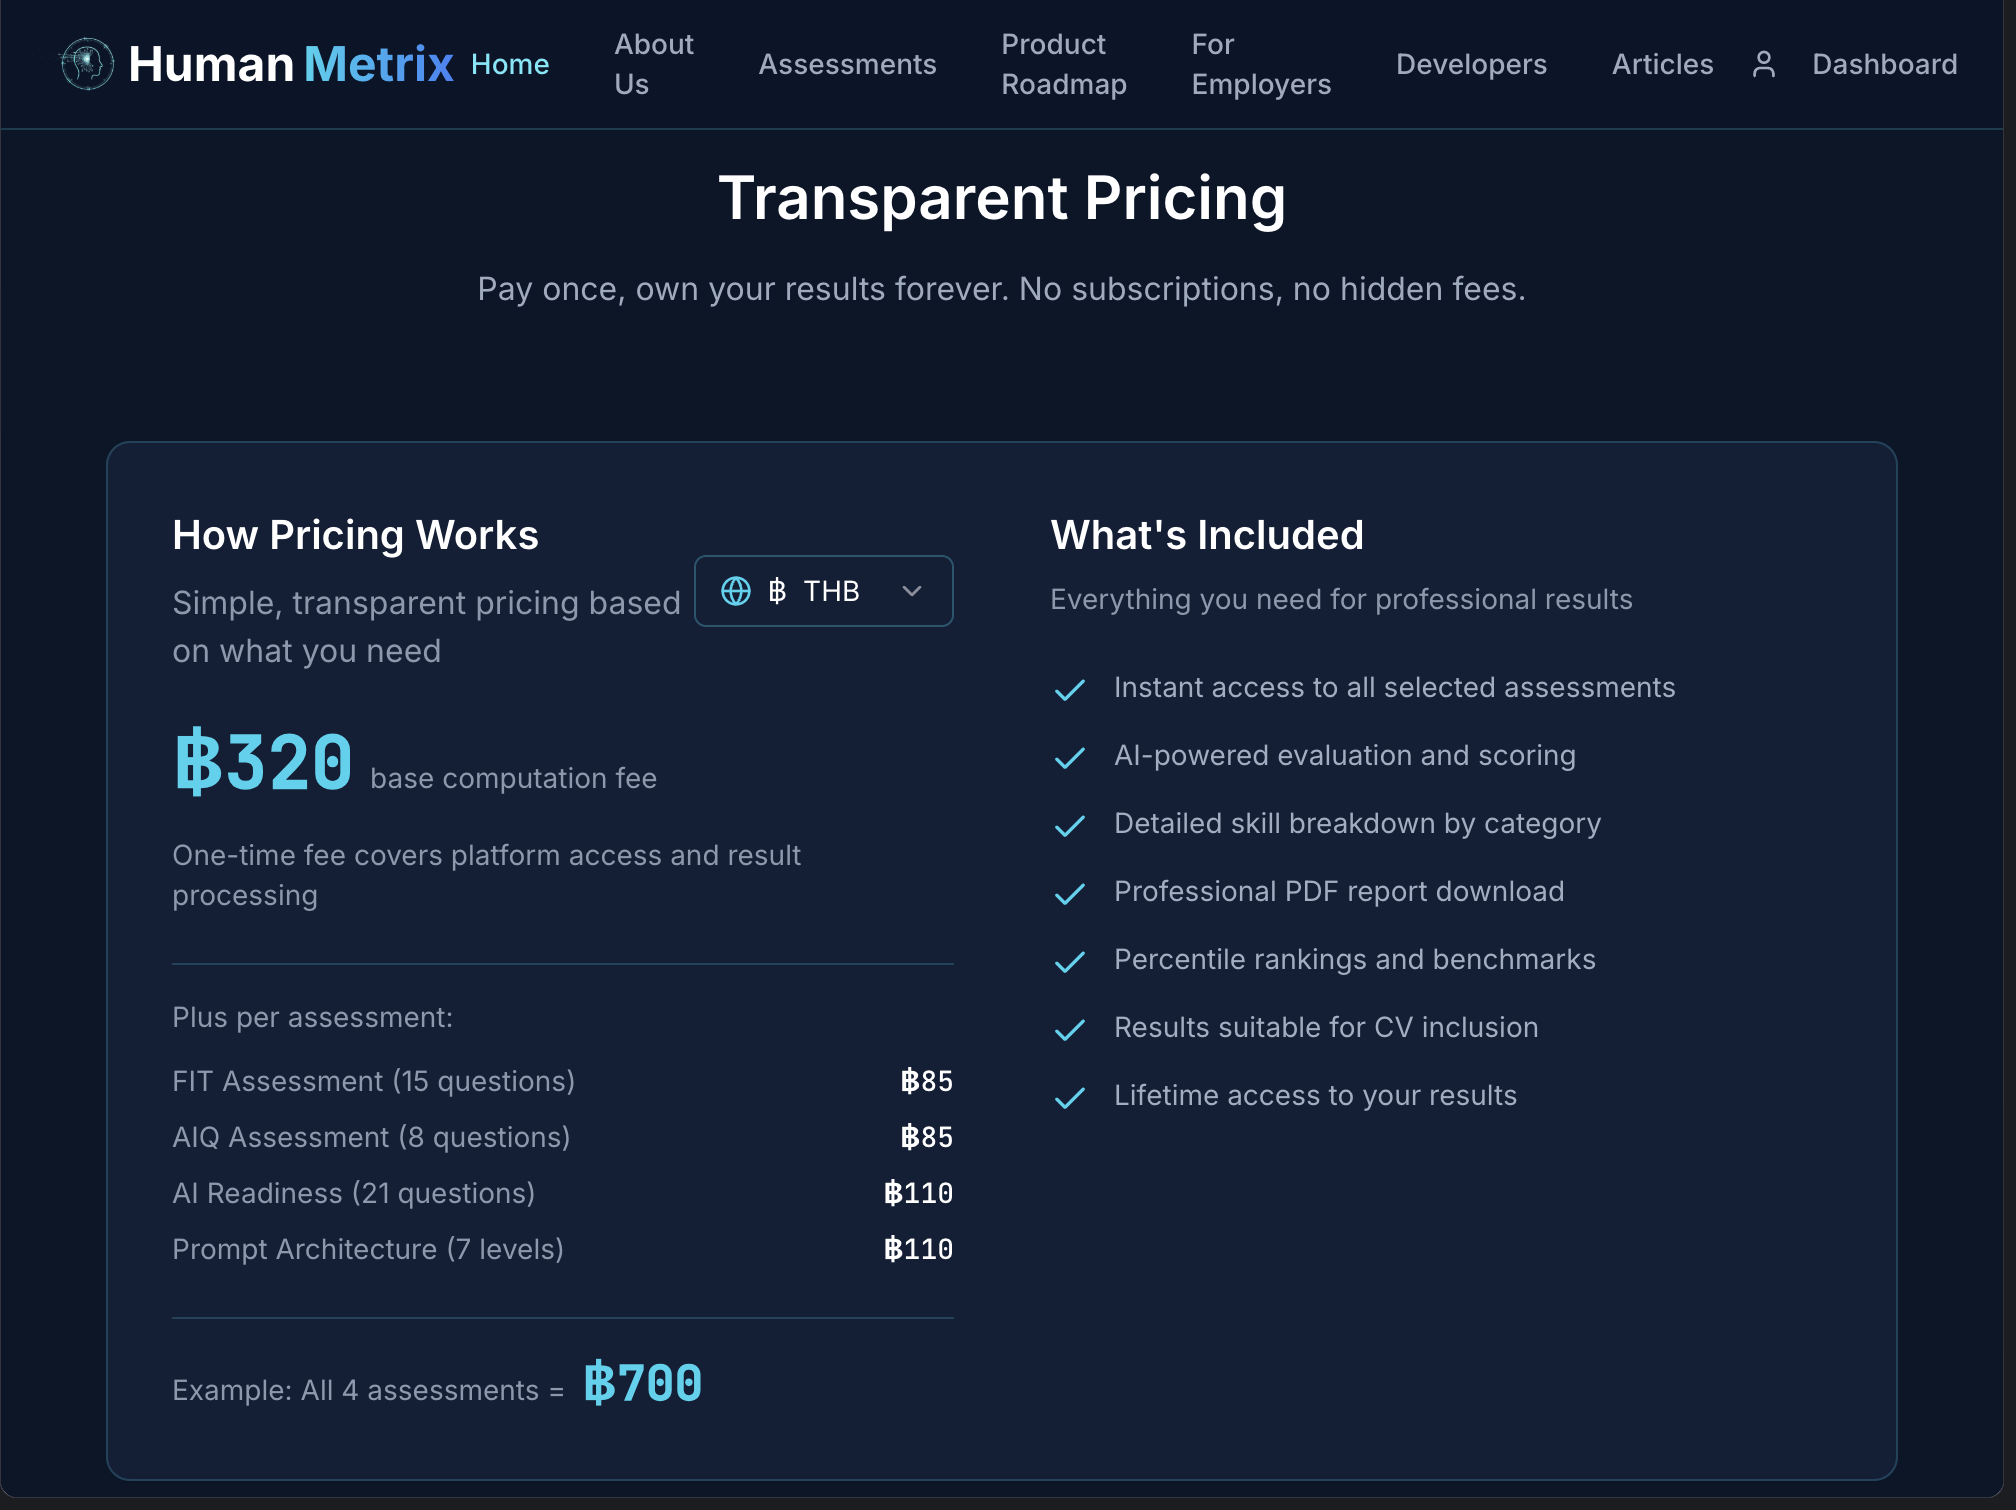 Human Metrix
Home
About
Us
Assessments
Product
Roadmap
For
Employers
Developers
Articles
Dashboard
Transparent Pricing
Pay once, own your results forever. No subscriptions, no hidden fees.
How Pricing Works
Simple, transparent pricing based
on what you need
฿ THB
฿320 base computation fee
One-time fee covers platform access and result
processing
Plus per assessment:
FIT Assessment (15 questions) ฿85
AIQ Assessment (8 questions) ฿85
AI Readiness (21 questions) ฿110
Prompt Architecture (7 levels) ฿110
Example: All 4 assessments = ฿700
What's Included
Everything you need for professional results
Instant access to all selected assessments
AI-powered evaluation and scoring
Detailed skill breakdown by category
Professional PDF report download
Percentile rankings and benchmarks
Results suitable for CV inclusion
Lifetime access to your results